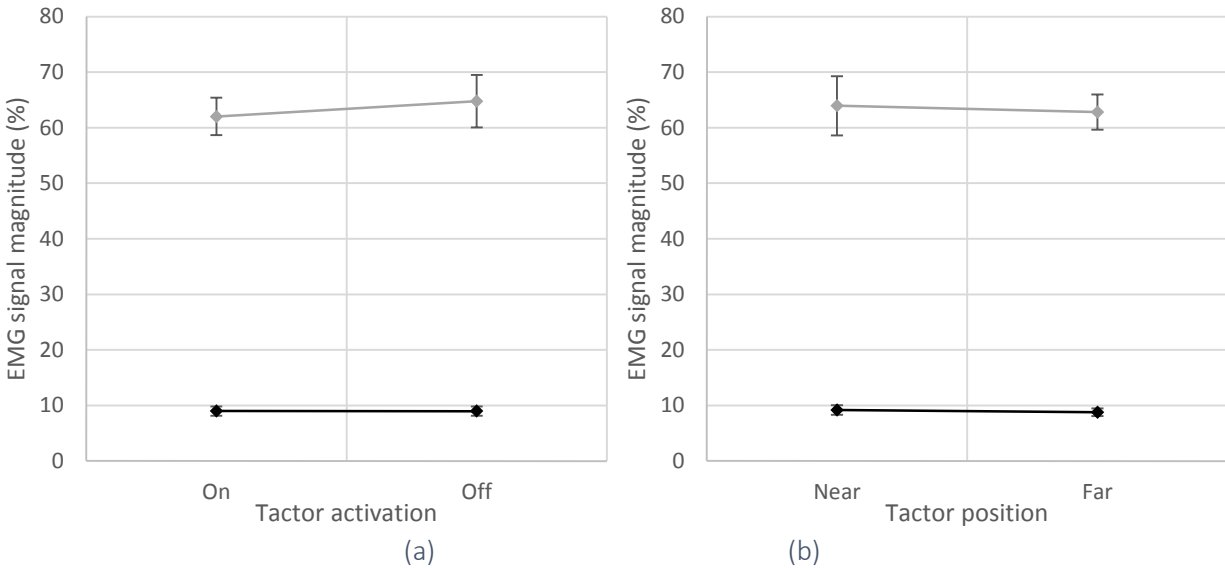 EMG signal magnitude (%)
80
70
60
50
40
30
20
10
0
On
Off
Tactor activation
(a)
EMG signal magnitude (%)
80
70
60
50
40
30
20
10
0
Near
Far
Tactor position
(b)